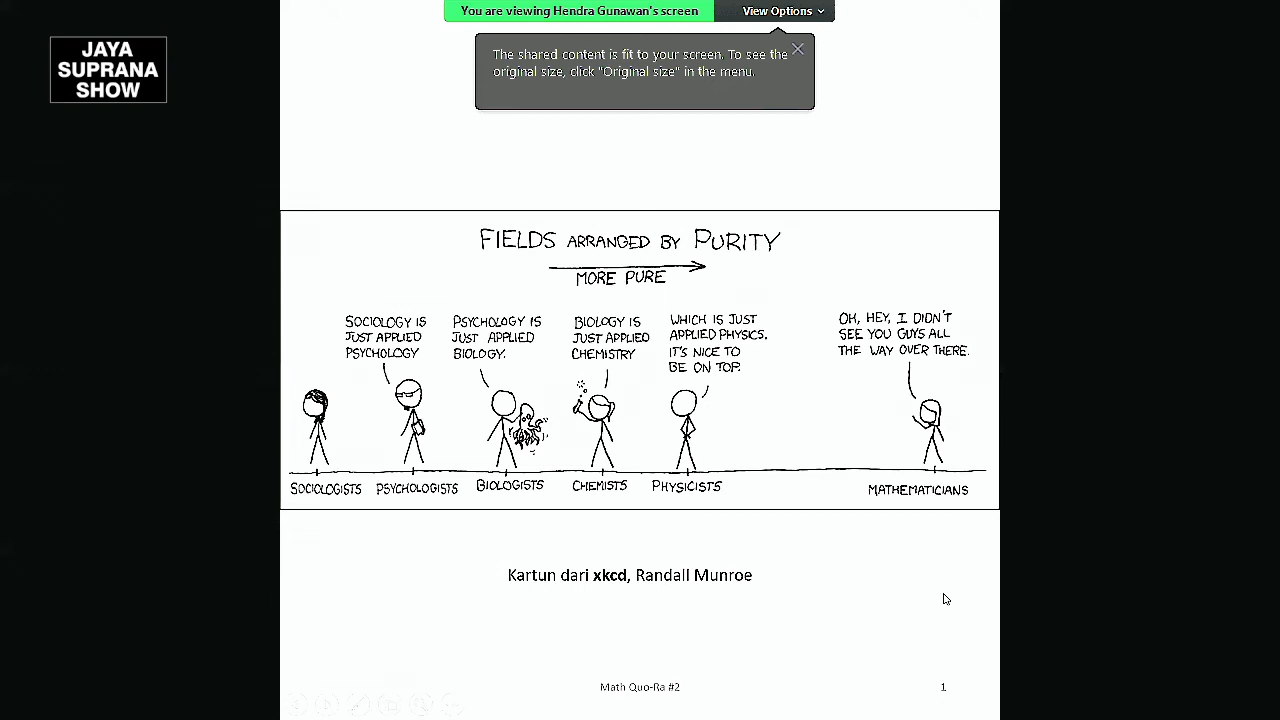 You are viewing Hendra Gunawan's screen
View Options
JAYA
SUPRANA
SHOW
The shared content is fit to your screen. To see the
original size, click "Original size" in the menu.
FIELDS ARRANGED BY PURITY
MORE PURE
SOCIOLOGY IS
JUST APPLIED
PSYCHOLOGY
PSYCHOLOGY IS
JUST APPLIED
BIOLOGY.
BIOLOGY IS
JUST APPLIED
CHEMISTRY
WHICH IS JUST
APPLIED PHYSICS.
IT'S NICE TO
BE ON TOP.
OH, HEY, I DIDN'T
SEE YOU GUYS ALL
THE WAY OVER THERE.
SOCIOLOGISTS
PSYCHOLOGISTS
BIOLOGISTS
CHEMISTS
PHYSICISTS
MATHEMATICIANS
Kartun dari xkcd, Randall Munroe
Math Quo-Ra #2
1